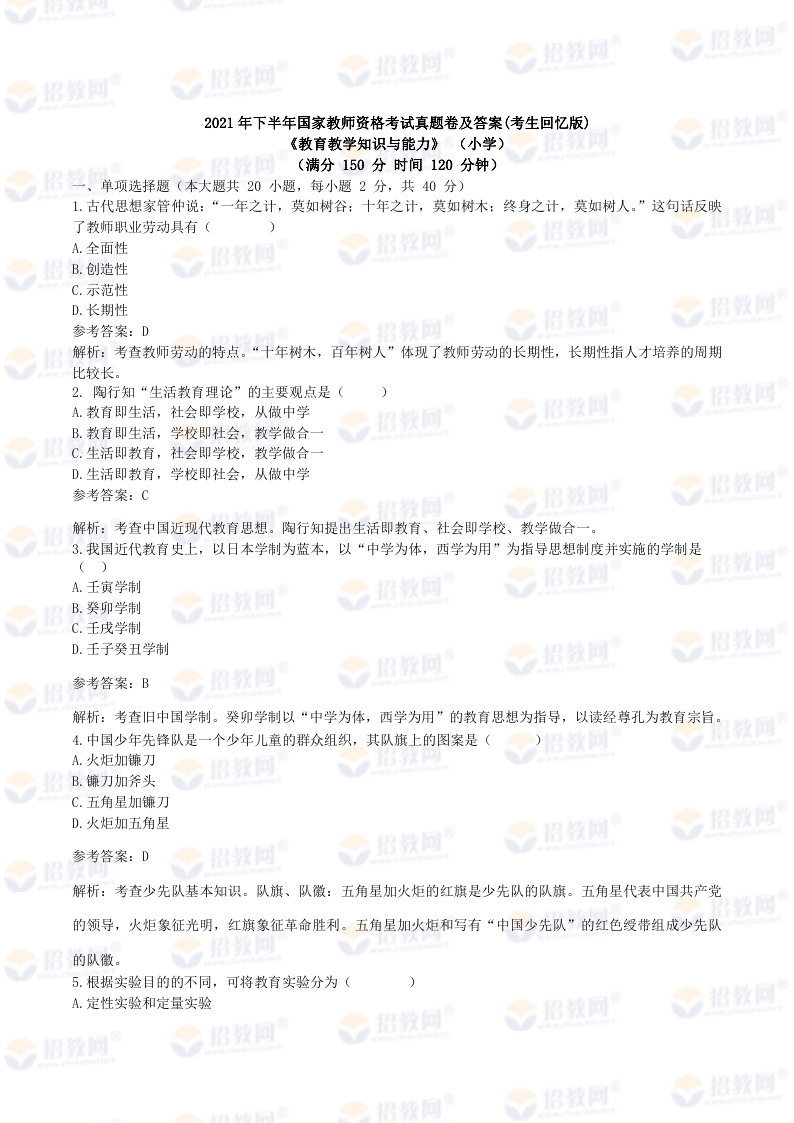 2021 年下半年国家教师资格考试真题卷及答案(考生回忆版)
《教育教学知识与能力》（小学）
（满分 150 分 时间 120 分钟）
一、单项选择题（本大题共 20 小题，每小题 2 分，共 40 分）
1.古代思想家管仲说：“一年之计，莫如树谷；十年之计，莫如树木；终身之计，莫如树人。”这句话反映
了教师职业劳动具有（ ）
A.全面性
B.创造性
C.示范性
D.长期性
参考答案：D
解析：考查教师劳动的特点。“十年树木，百年树人”体现了教师劳动的长期性，长期性指人才培养的周期
比较长。
2. 陶行知“生活教育理论”的主要观点是（ ）
A.教育即生活，社会即学校，从做中学
B.教育即生活，学校即社会，教学做合一
C.生活即教育，社会即学校，教学做合一
D.生活即教育，学校即社会，从做中学
参考答案：C
解析：考查中国近现代教育思想。陶行知提出生活即教育、社会即学校、教学做合一。
3.我国近代教育史上，以日本学制为蓝本，以“中学为体，西学为用”为指导思想制度并实施的学制是
（ ）
A.壬寅学制
B.癸卯学制
C.壬戌学制
D.壬子癸丑学制
参考答案：B
解析：考查旧中国学制。癸卯学制以“中学为体，西学为用”的教育思想为指导，以读经尊孔为教育宗旨。
4.中国少年先锋队是一个少年儿童的群众组织，其队旗上的图案是（ ）
A.火炬加镰刀
B.镰刀加斧头
C.五角星加镰刀
D.火炬加五角星
参考答案：D
解析：考查少先队基本知识。队旗、队徽：五角星加火炬的红旗是少先队的队旗。五角星代表中国共产党
的领导，火炬象征光明，红旗象征革命胜利。五角星加火炬和写有“中国少先队”的红色绶带组成少先队
的队徽。
5.根据实验目的的不同，可将教育实验分为（ ）
A.定性实验和定量实验